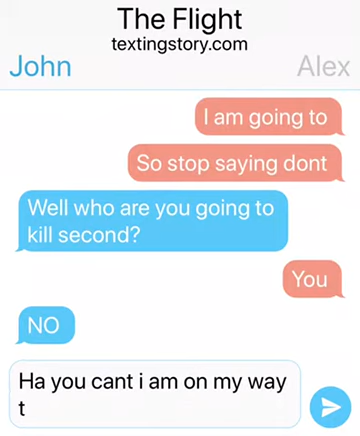 The Flight
textingstory.com
John
Alex
I am going to
So stop saying dont
Well who are you going to
kill second?
You
NO
Ha you cant i am on my way
t